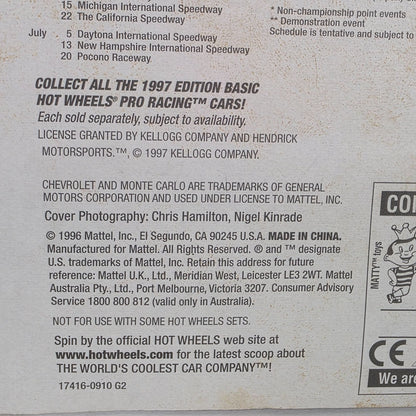 15 Michigan International Speedway
22 The California Speedway
July 5 Daytona International Speedway
13 New Hampshire International Speedway
20 Pocono Raceway
* Non-championship point events
** Demonstration event
Schedule is tentative and subject to
COLLECT ALL THE 1997 EDITION BASIC
HOT WHEELS® PRO RACING™ CARS!
Each sold separately, subject to availability.
LICENSE GRANTED BY KELLOGG COMPANY AND HENDRICK
MOTORSPORTS.™, © 1997 KELLOGG COMPANY.
CHEVROLET AND MONTE CARLO ARE TRADEMARKS OF GENERAL
MOTORS CORPORATION AND USED UNDER LICENSE TO MATTEL, INC.
Cover Photography: Chris Hamilton, Nigel Kinrade
© 1996 Mattel, Inc., El Segundo, CA 90245 U.S.A. MADE IN CHINA.
Manufactured for Mattel. All Rights Reserved. ® and ™ designate
U.S. trademarks of Mattel, Inc. Retain this address for future
reference: Mattel U.K., Ltd., Meridian West, Leicester LE3 2WT. Mattel
Australia Pty., Ltd., Port Melbourne, Victoria 3207. Consumer Advisory
Service 1800 800 812 (valid only in Australia).
NOT FOR USE WITH SOME HOT WHEELS SETS.
Spin by the official HOT WHEELS web site at
www.hotwheels.com for the latest scoop about
THE WORLD'S COOLEST CAR COMPANY™!
17416-0910 G2
MATTY toys
CE
We are